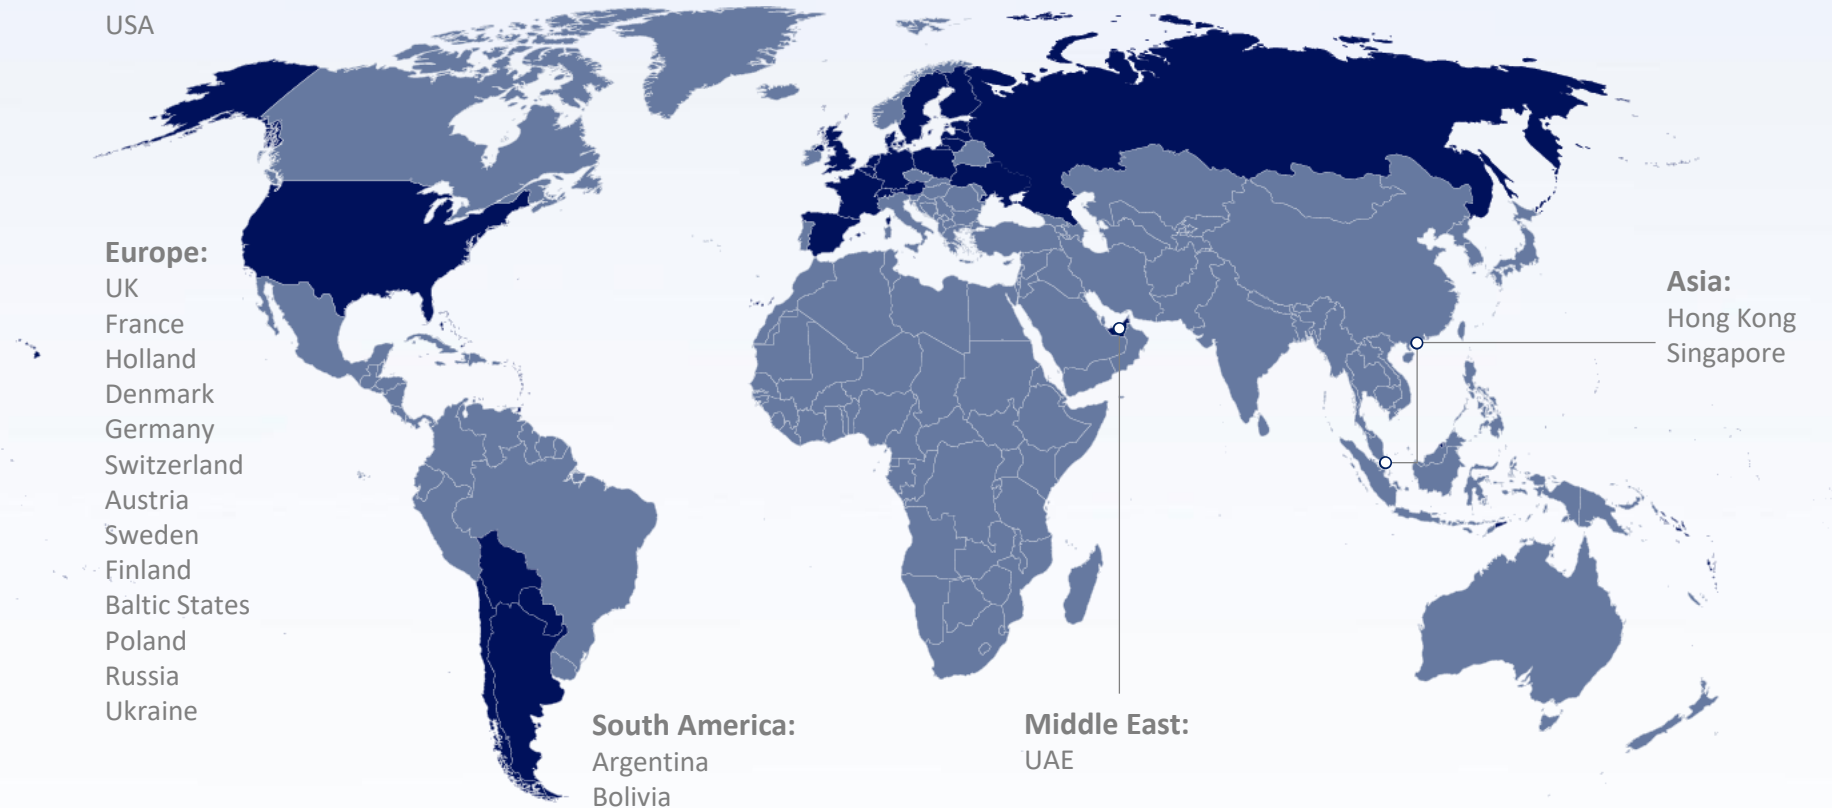 USA
Europe:
UK
France
Holland
Denmark
Germany
Switzerland
Austria
Sweden
Finland
Baltic States
Poland
Russia
Ukraine
South America:
Argentina
Bolivia
Middle East:
UAE
Asia:
Hong Kong
Singapore